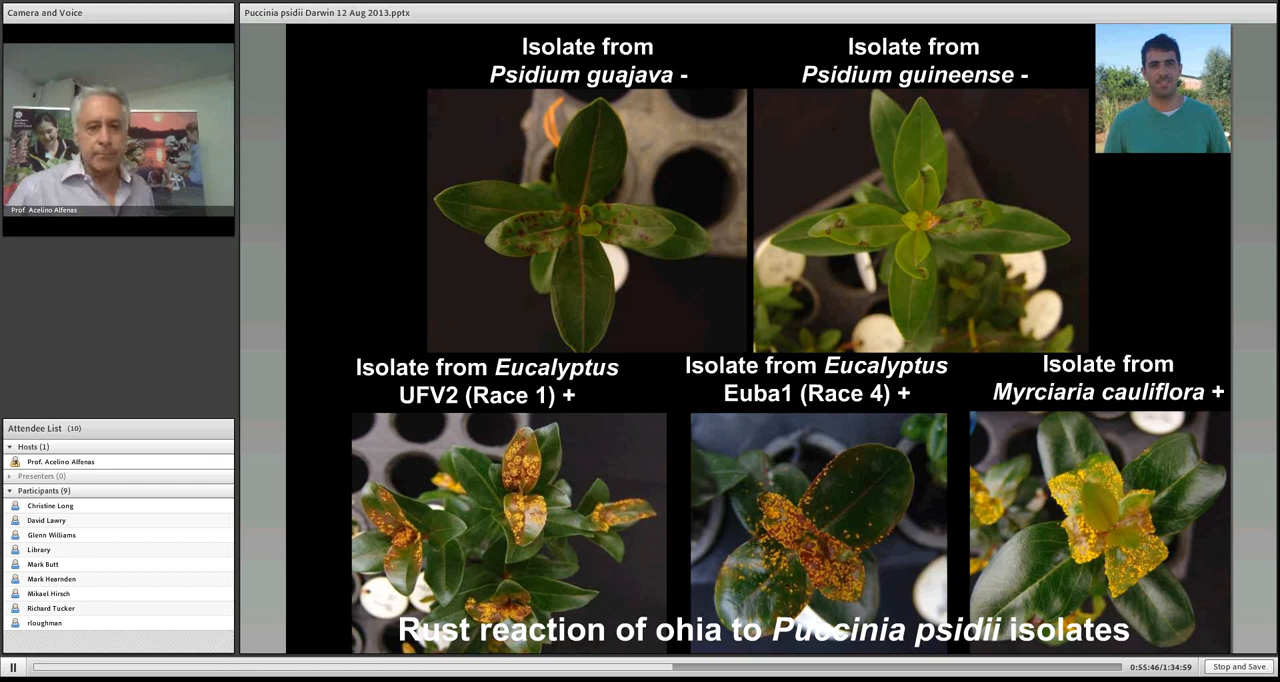 Camera and Voice
Prof. Acelino Alfenas
Attendee List (10)
Hosts (1)
Prof. Acelino Alfenas
Presenters (0)
Participants (9)
Christine Long
David Lawry
Glenn Williams
Library
Mark Butt
Mark Hearnden
Mikael Hirsch
Richard Tucker
rloughman
Puccinia psidii Darwin 12 Aug 2013.pptx
Isolate from
Psidium guajava -
Isolate from
Psidium guineense -
Isolate from Eucalyptus
UFV2 (Race 1) +
Isolate from Eucalyptus
Euba1 (Race 4) +
Isolate from
Myrciaria cauliflora +
Rust reaction of ohia to Puccinia psidii isolates
0:55:46/1:34:59
Stop and Save